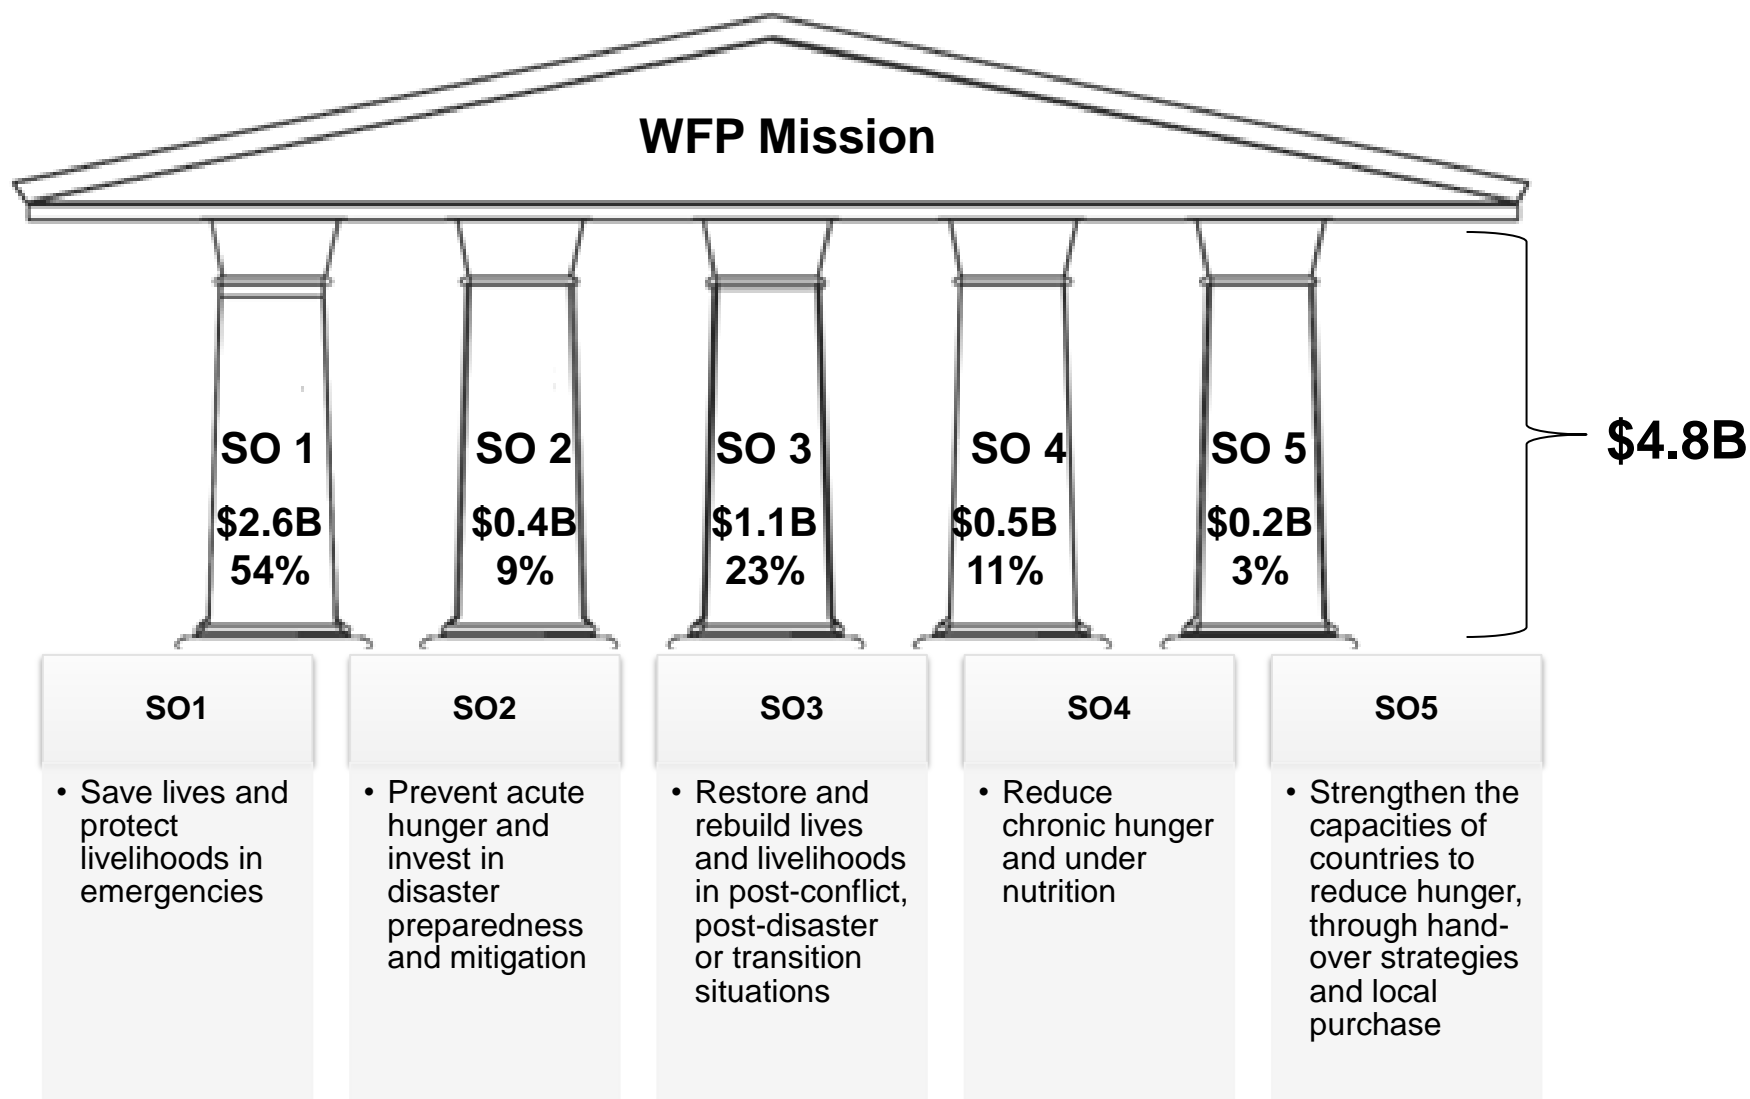 WFP Mission
SO 1
$2.6B
54%
SO 2
$0.4B
9%
SO 3
$1.1B
23%
SO 4
$0.5B
11%
SO 5
$0.2B
3%
$4.8B
SO1
• Save lives and
protect
livelihoods in
emergencies
SO2
• Prevent acute
hunger and
invest in
disaster
preparedness
and mitigation
SO3
• Restore and
rebuild lives
and livelihoods
in post-conflict,
post-disaster
or transition
situations
SO4
• Reduce
chronic hunger
and under
nutrition
SO5
• Strengthen the
capacities of
countries to
reduce hunger,
through hand-
over strategies
and local
purchase